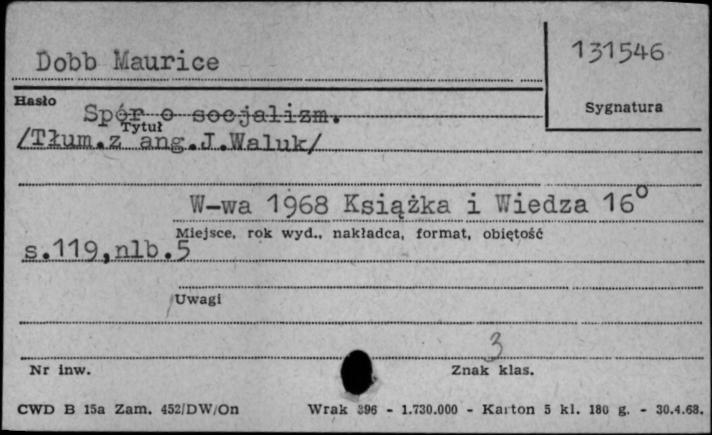 Dobb Maurice
131546
Hasło
Sygnatura
Spór o socjalizm.
Tytuł
/Tłum.z ang.J.Waluk/
W-wa 1968 Książka i Wiedza 16°
Miejsce, rok wyd., nakładca, format, objętość
s.119,nlb.5
Uwagi
3
Nr inw.
Znak klas.
CWD B 15a Zam. 452/DW/On
Wrak 396 - 1.730.000 - Karton 5 kl. 180 g. - 30.4.68.